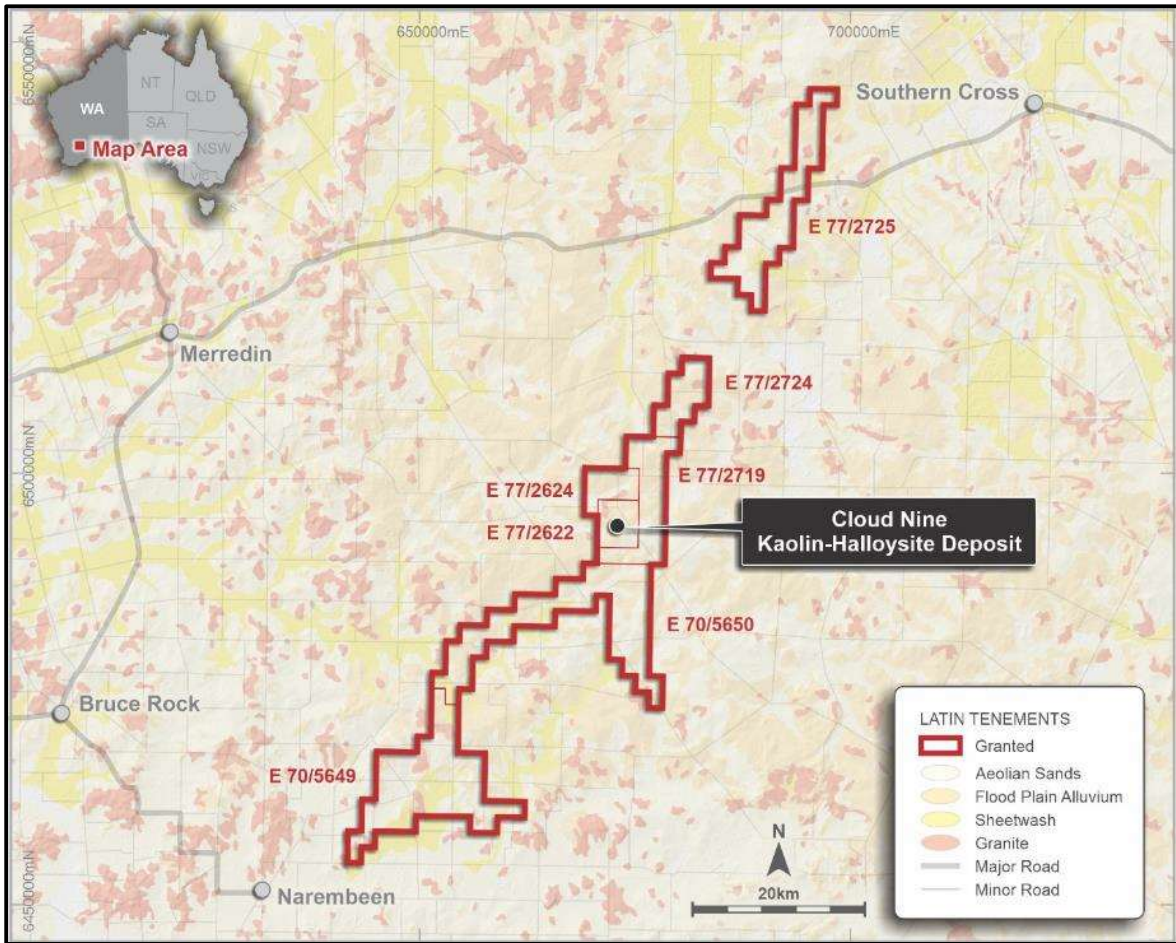 650000mE
700000mE
6550000mN
6500000mN
6450000mN
NT
QLD
WA
SA
NSW
VIC
Map Area
Southern Cross
E 77/2725
Merredin
E 77/2724
E 77/2624
E 77/2719
E 77/2622
Cloud Nine
Kaolin-Halloysite Deposit
E 70/5650
Bruce Rock
E 70/5649
Narembeen
N
20km
LATIN TENEMENTS
Granted
Aeolian Sands
Flood Plain Alluvium
Sheetwash
Granite
Major Road
Minor Road